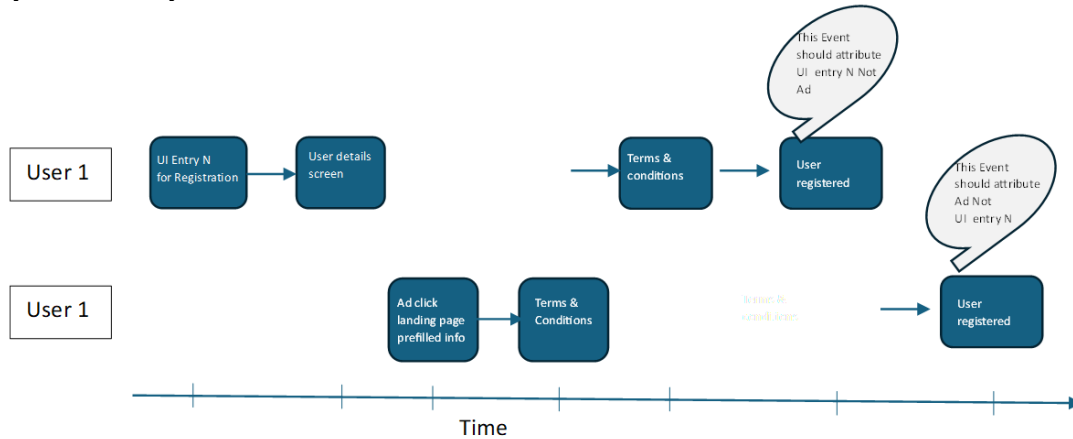 This Event
should attribute
UI entry N Not
Ad
User 1
UI Entry N
for Registration
User details
screen
Terms &
conditions
User
registered
This Event
should attribute
Ad Not
UI entry N
User 1
Ad click
landing page
prefilled info
Terms &
Conditions
Terms &
conditions
User
registered
Time